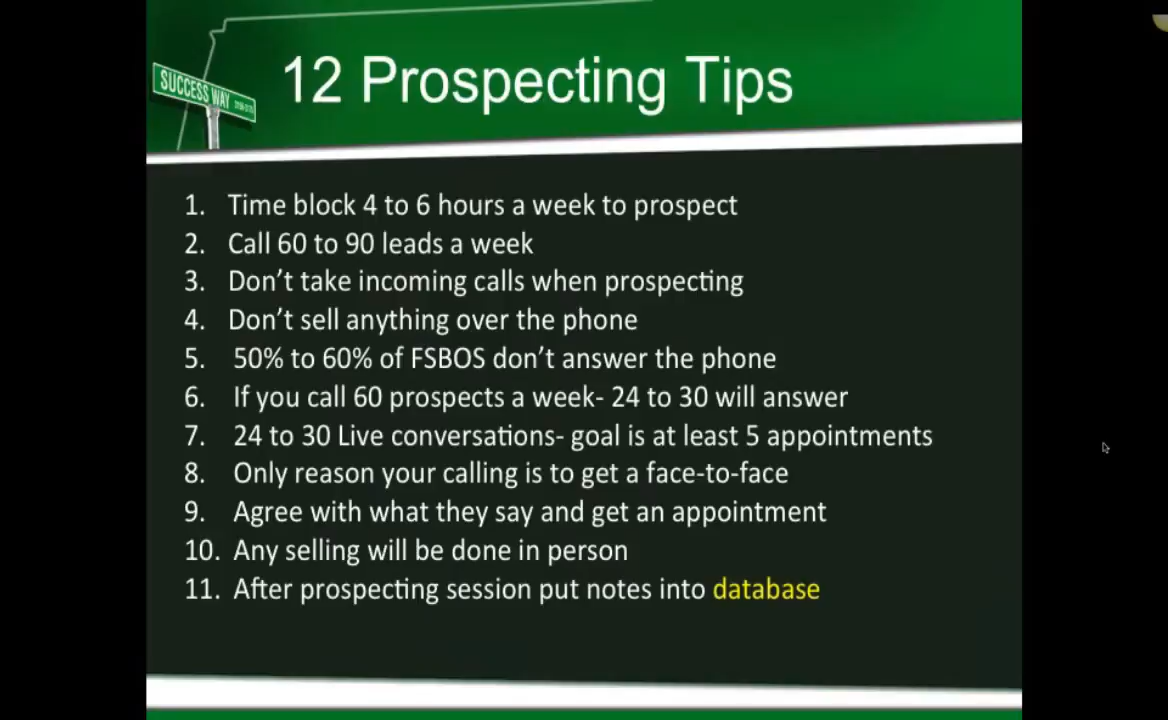 SUCCESS WAY
12 Prospecting Tips
1. Time block 4 to 6 hours a week to prospect
2. Call 60 to 90 leads a week
3. Don’t take incoming calls when prospecting
4. Don’t sell anything over the phone
5. 50% to 60% of FSBOS don’t answer the phone
6. If you call 60 prospects a week- 24 to 30 will answer
7. 24 to 30 Live conversations- goal is at least 5 appointments
8. Only reason your calling is to get a face-to-face
9. Agree with what they say and get an appointment
10. Any selling will be done in person
11. After prospecting session put notes into database